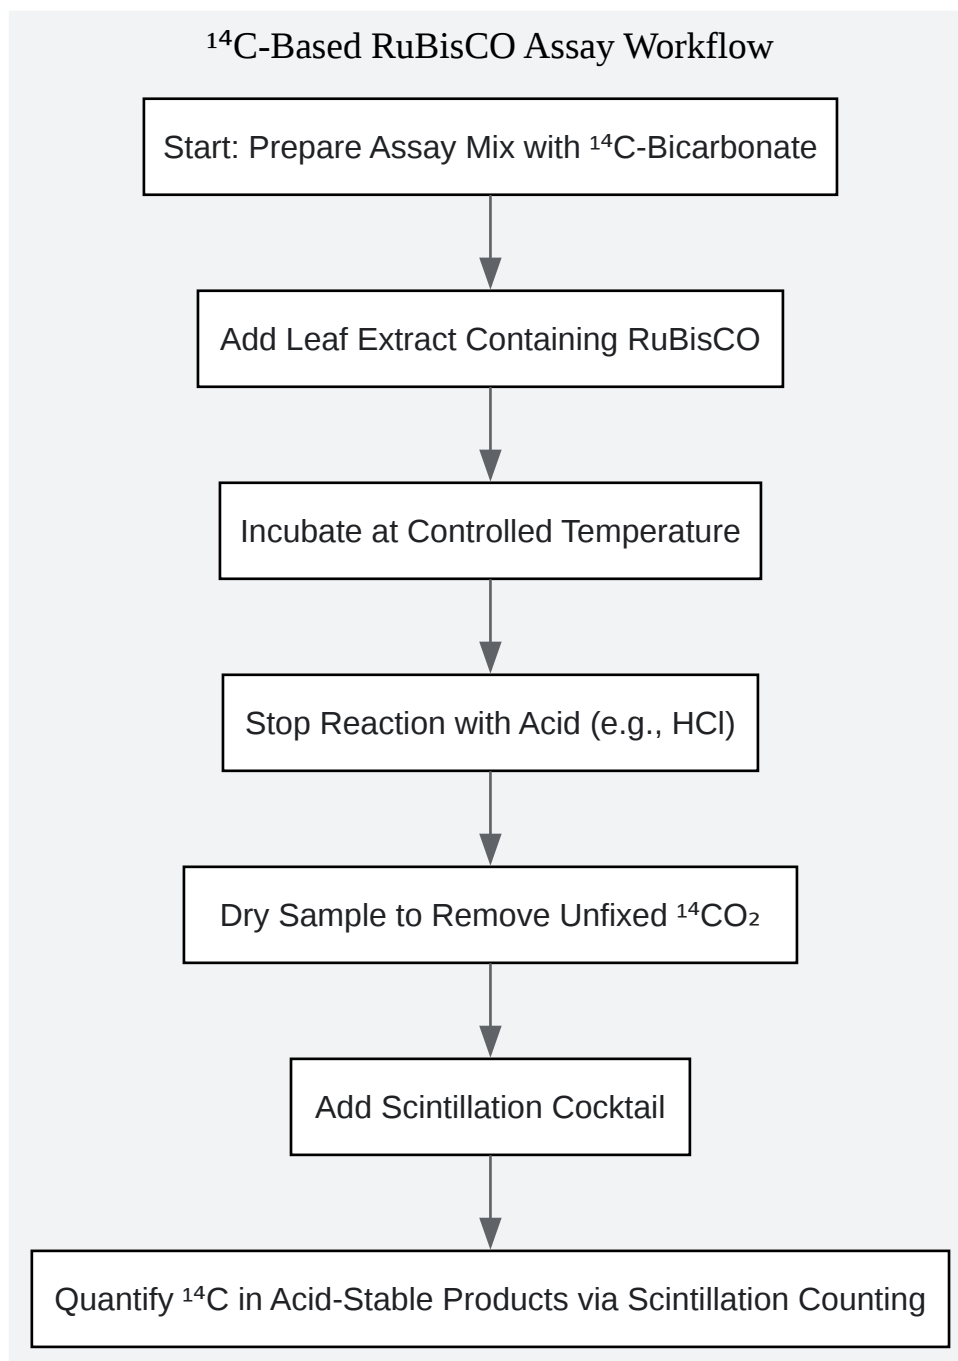 ¹⁴C-Based RuBisCO Assay Workflow
Start: Prepare Assay Mix with ¹⁴C-Bicarbonate
Add Leaf Extract Containing RuBisCO
Incubate at Controlled Temperature
Stop Reaction with Acid (e.g., HCl)
Dry Sample to Remove Unfixed ¹⁴CO₂
Add Scintillation Cocktail
Quantify ¹⁴C in Acid-Stable Products via Scintillation Counting